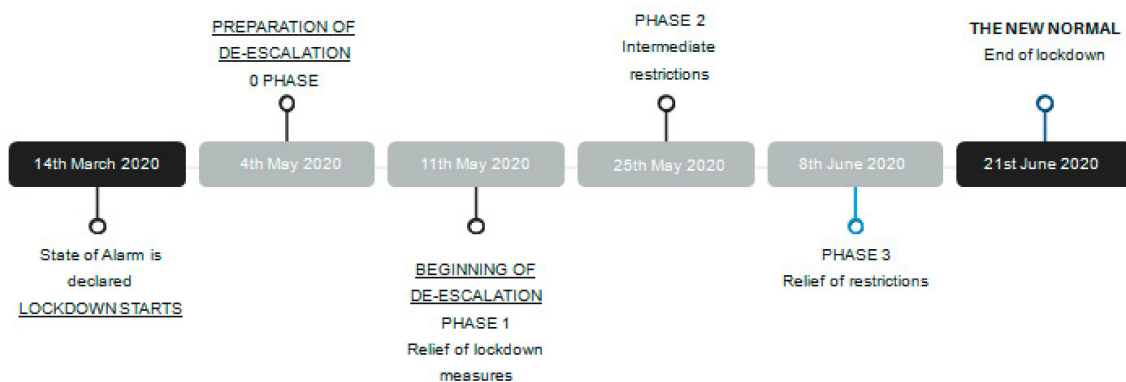 PREPARATION OF
DE-ESCALATION
0 PHASE
PHASE 2
Intermediate
restrictions
THE NEW NORMAL
End of lockdown
14th March 2020
4th May 2020
11th May 2020
25th May 2020
8th June 2020
21st June 2020
State of Alarm is
declared
LOCKDOWN STARTS
BEGINNING OF
DE-ESCALATION
PHASE 1
Relief of lockdown
measures
PHASE 3
Relief of restrictions